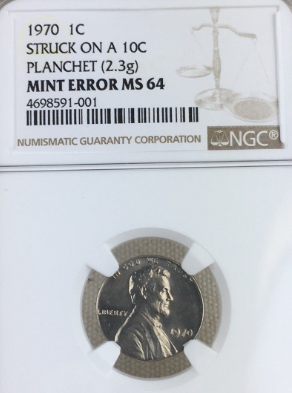 1970 1C
STRUCK ON A 10C
PLANCHET (2.3g)
MINT ERROR MS 64
4698591-001
NUMISMATIC GUARANTY CORPORATION NGC®
LIBERTY
1970